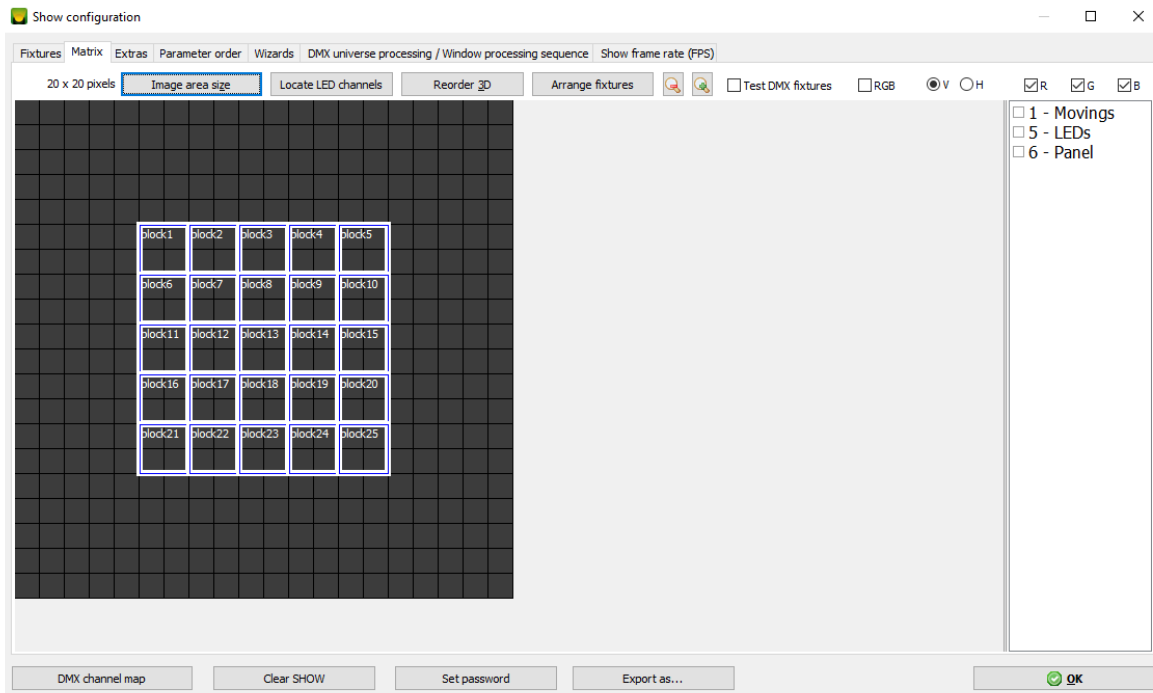 Show configuration
Fixtures Matrix Extras Parameter order Wizards DMX universe processing / Window processing sequence Show frame rate (FPS)
20 x 20 pixels Image area size Locate LED channels Reorder 3D Arrange fixtures Test DMX fixtures RGB V H R G B
1 - Movings
5 - LEDs
6 - Panel
block1 block2 block3 block4 block5
block6 block7 block8 block9 block10
block11 block12 block13 block14 block15
block16 block17 block18 block19 block20
block21 block22 block23 block24 block25
DMX channel map Clear SHOW Set password Export as... OK